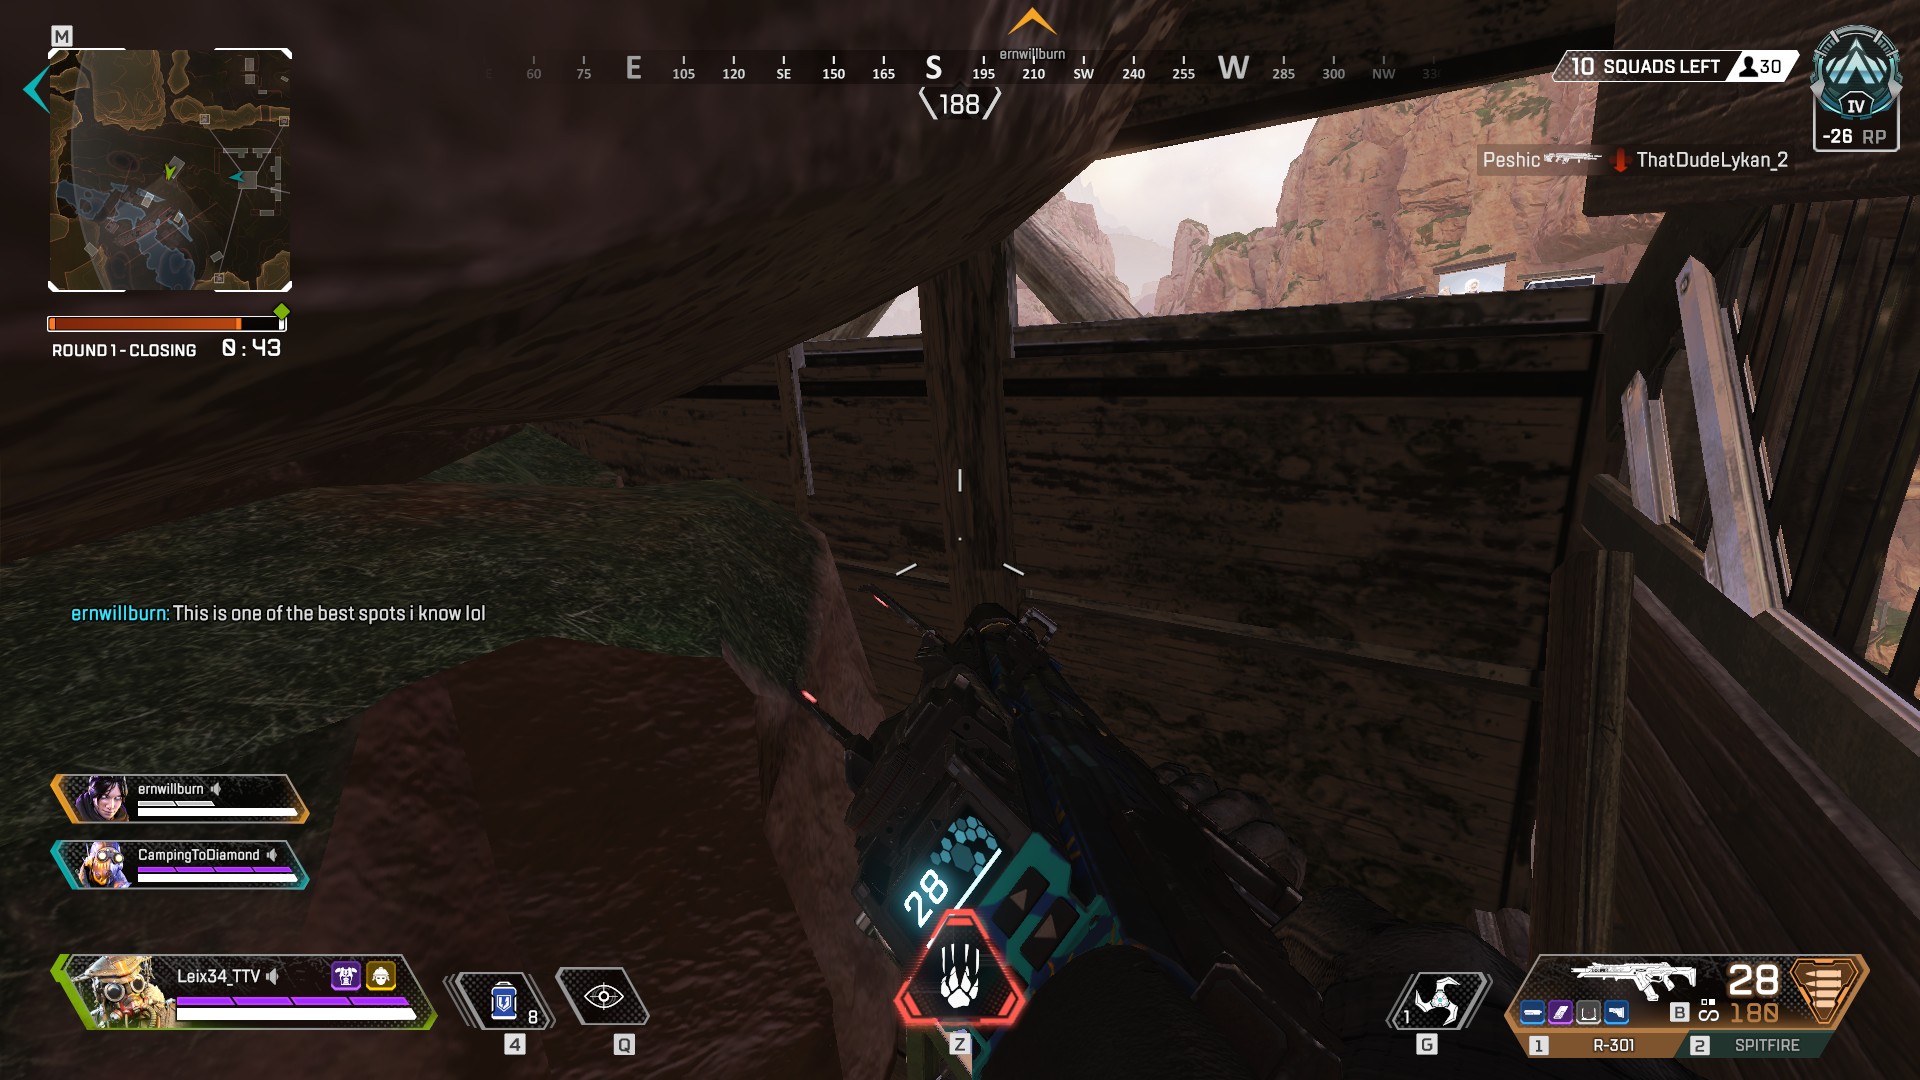 M
ernwillburn
E 60 75 E 105 120 SE 150 165 S 195 210 SW 240 255 W 285 300 NW
188
10 SQUADS LEFT 30
IV
-26 RP
Peshic ThatDudeLykan_2
ROUND 1 - CLOSING 0:43
ernwillburn: This is one of the best spots i know lol
ernwillburn
CampingToDiamond
28
Leix34_TTV
8
4
Q
Z
1
G
28
B 180
1 R-301 2 SPITFIRE